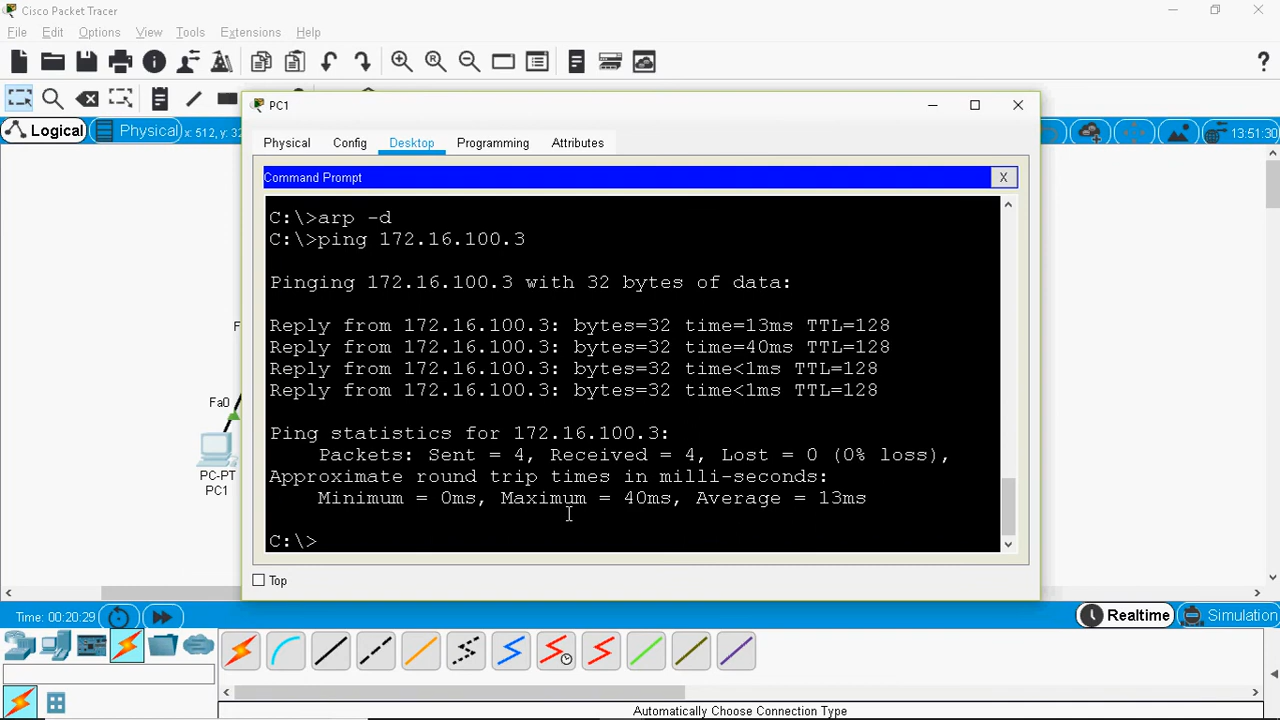 Cisco Packet Tracer
File Edit Options View Tools Extensions Help
PC1
Logical Physical x: 512, y: 32 13:51:30
Physical Config Desktop Programming Attributes
Command Prompt X
C:\>arp -d
C:\>ping 172.16.100.3
Pinging 172.16.100.3 with 32 bytes of data:
Reply from 172.16.100.3: bytes=32 time=13ms TTL=128
Reply from 172.16.100.3: bytes=32 time=40ms TTL=128
Reply from 172.16.100.3: bytes=32 time<1ms TTL=128
Reply from 172.16.100.3: bytes=32 time<1ms TTL=128
Ping statistics for 172.16.100.3:
Packets: Sent = 4, Received = 4, Lost = 0 (0% loss),
Approximate round trip times in milli-seconds:
Minimum = 0ms, Maximum = 40ms, Average = 13ms
C:\>
F
Fa0
PC-PT
PC1
Top
Time: 00:20:29 Realtime Simulation
Automatically Choose Connection Type